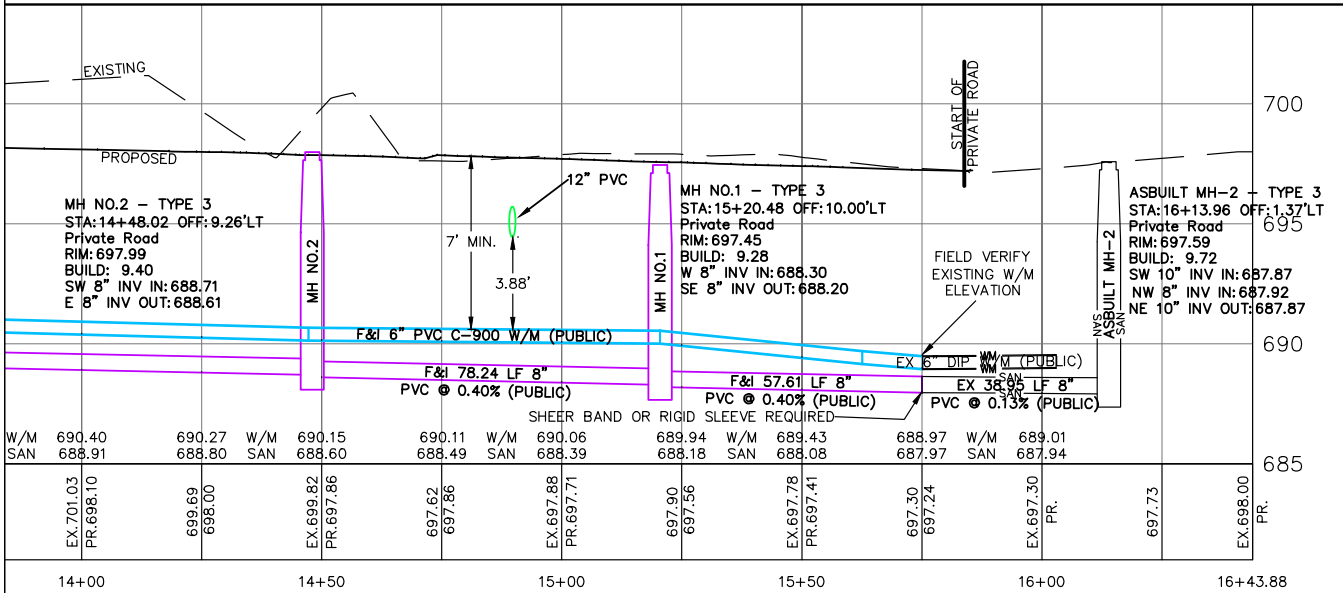 EXISTING
PROPOSED
START OF
PRIVATE ROAD
700
695
690
685
12" PVC
7' MIN.
3.88'
MH NO.2 - TYPE 3
STA:14+48.02 OFF:9.26'LT
Private Road
RIM:697.99
BUILD: 9.40
SW 8" INV IN:688.71
E 8" INV OUT:688.61
MH NO.2
MH NO.1 - TYPE 3
STA:15+20.48 OFF:10.00'LT
Private Road
RIM:697.45
BUILD: 9.28
W 8" INV IN:688.30
SE 8" INV OUT:688.20
MH NO.1
FIELD VERIFY
EXISTING W/M
ELEVATION
ASBUILT MH-2 - TYPE 3
STA:16+13.96 OFF:1.37'LT
Private Road
RIM:697.59
BUILD: 9.72
SW 10" INV IN:687.87
NW 8" INV IN:687.92
NE 10" INV OUT:687.87
ASBUILT MH-2
SAN
SAN
F&I 6" PVC C-900 W/M (PUBLIC)
EX 6" DIP W/M (PUBLIC)
WM
WM
F&I 78.24 LF 8"
PVC @ 0.40% (PUBLIC)
F&I 57.61 LF 8"
PVC @ 0.40% (PUBLIC)
SAN
SAN
EX 38.95 LF 8"
PVC @ 0.13% (PUBLIC)
SHEER BAND OR RIGID SLEEVE REQUIRED
W/M 690.40 690.27 W/M 690.15 690.11 W/M 690.06 689.94 W/M 689.43 688.97 W/M 689.01
SAN 688.91 688.80 SAN 688.60 688.49 SAN 688.39 688.18 SAN 688.08 687.97 SAN 687.94
EX.701.03
PR.698.10
699.69
698.00
EX.699.82
PR.697.86
697.62
697.86
EX.697.88
PR.697.71
697.90
697.56
EX.697.78
PR.697.41
697.30
697.24
EX.697.30
PR.
697.73
EX.698.00
PR.
14+00 14+50 15+00 15+50 16+00 16+43.88